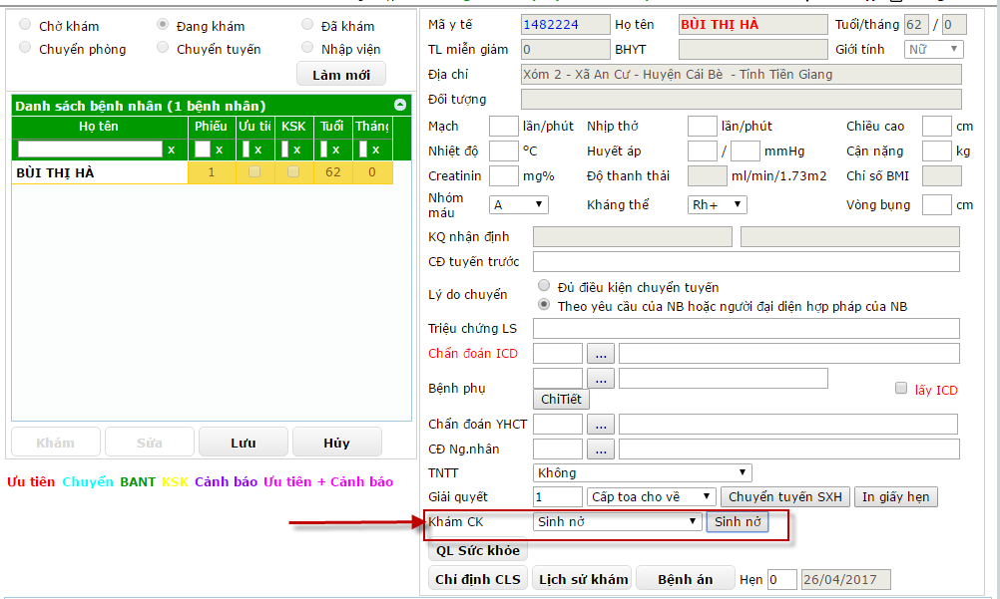 Chờ khám Đang khám Đã khám
Chuyển phòng Chuyển tuyến Nhập viện
Làm mới
Danh sách bệnh nhân (1 bệnh nhân)
Họ tên Phiếu Ưu tiê KSK Tuổi Tháng
x x x x x x
BÙI THỊ HÀ 1 62 0
Khám Sửa Lưu Hủy
Ưu tiên Chuyển BANT KSK Cảnh báo Ưu tiên + Cảnh báo
Mã y tế 1482224 Họ tên BÙI THỊ HÀ Tuổi/tháng 62 / 0
TL miễn giảm 0 BHYT Giới tính Nữ
Địa chỉ Xóm 2 - Xã An Cư - Huyện Cái Bè - Tỉnh Tiền Giang
Đối tượng
Mạch lần/phút Nhịp thở lần/phút Chiều cao cm
Nhiệt độ °C Huyết áp / mmHg Cân nặng kg
Creatinin mg% Độ thanh thải ml/min/1.73m2 Chỉ số BMI
Nhóm máu A Kháng thể Rh+ Vòng bụng cm
KQ nhận định
CĐ tuyến trước
Lý do chuyển Đủ điều kiện chuyển tuyến
Theo yêu cầu của NB hoặc người đại diện hợp pháp của NB
Triệu chứng LS
Chẩn đoán ICD ...
Bệnh phụ ... lấy ICD
ChiTiết
Chẩn đoán YHCT ...
CĐ Ng.nhân ...
TNTT Không
Giải quyết 1 Cấp toa cho về Chuyển tuyến SXH In giấy hẹn
Khám CK Sinh nở Sinh nở
QL Sức khỏe
Chỉ định CLS Lịch sử khám Bệnh án Hẹn 0 26/04/2017